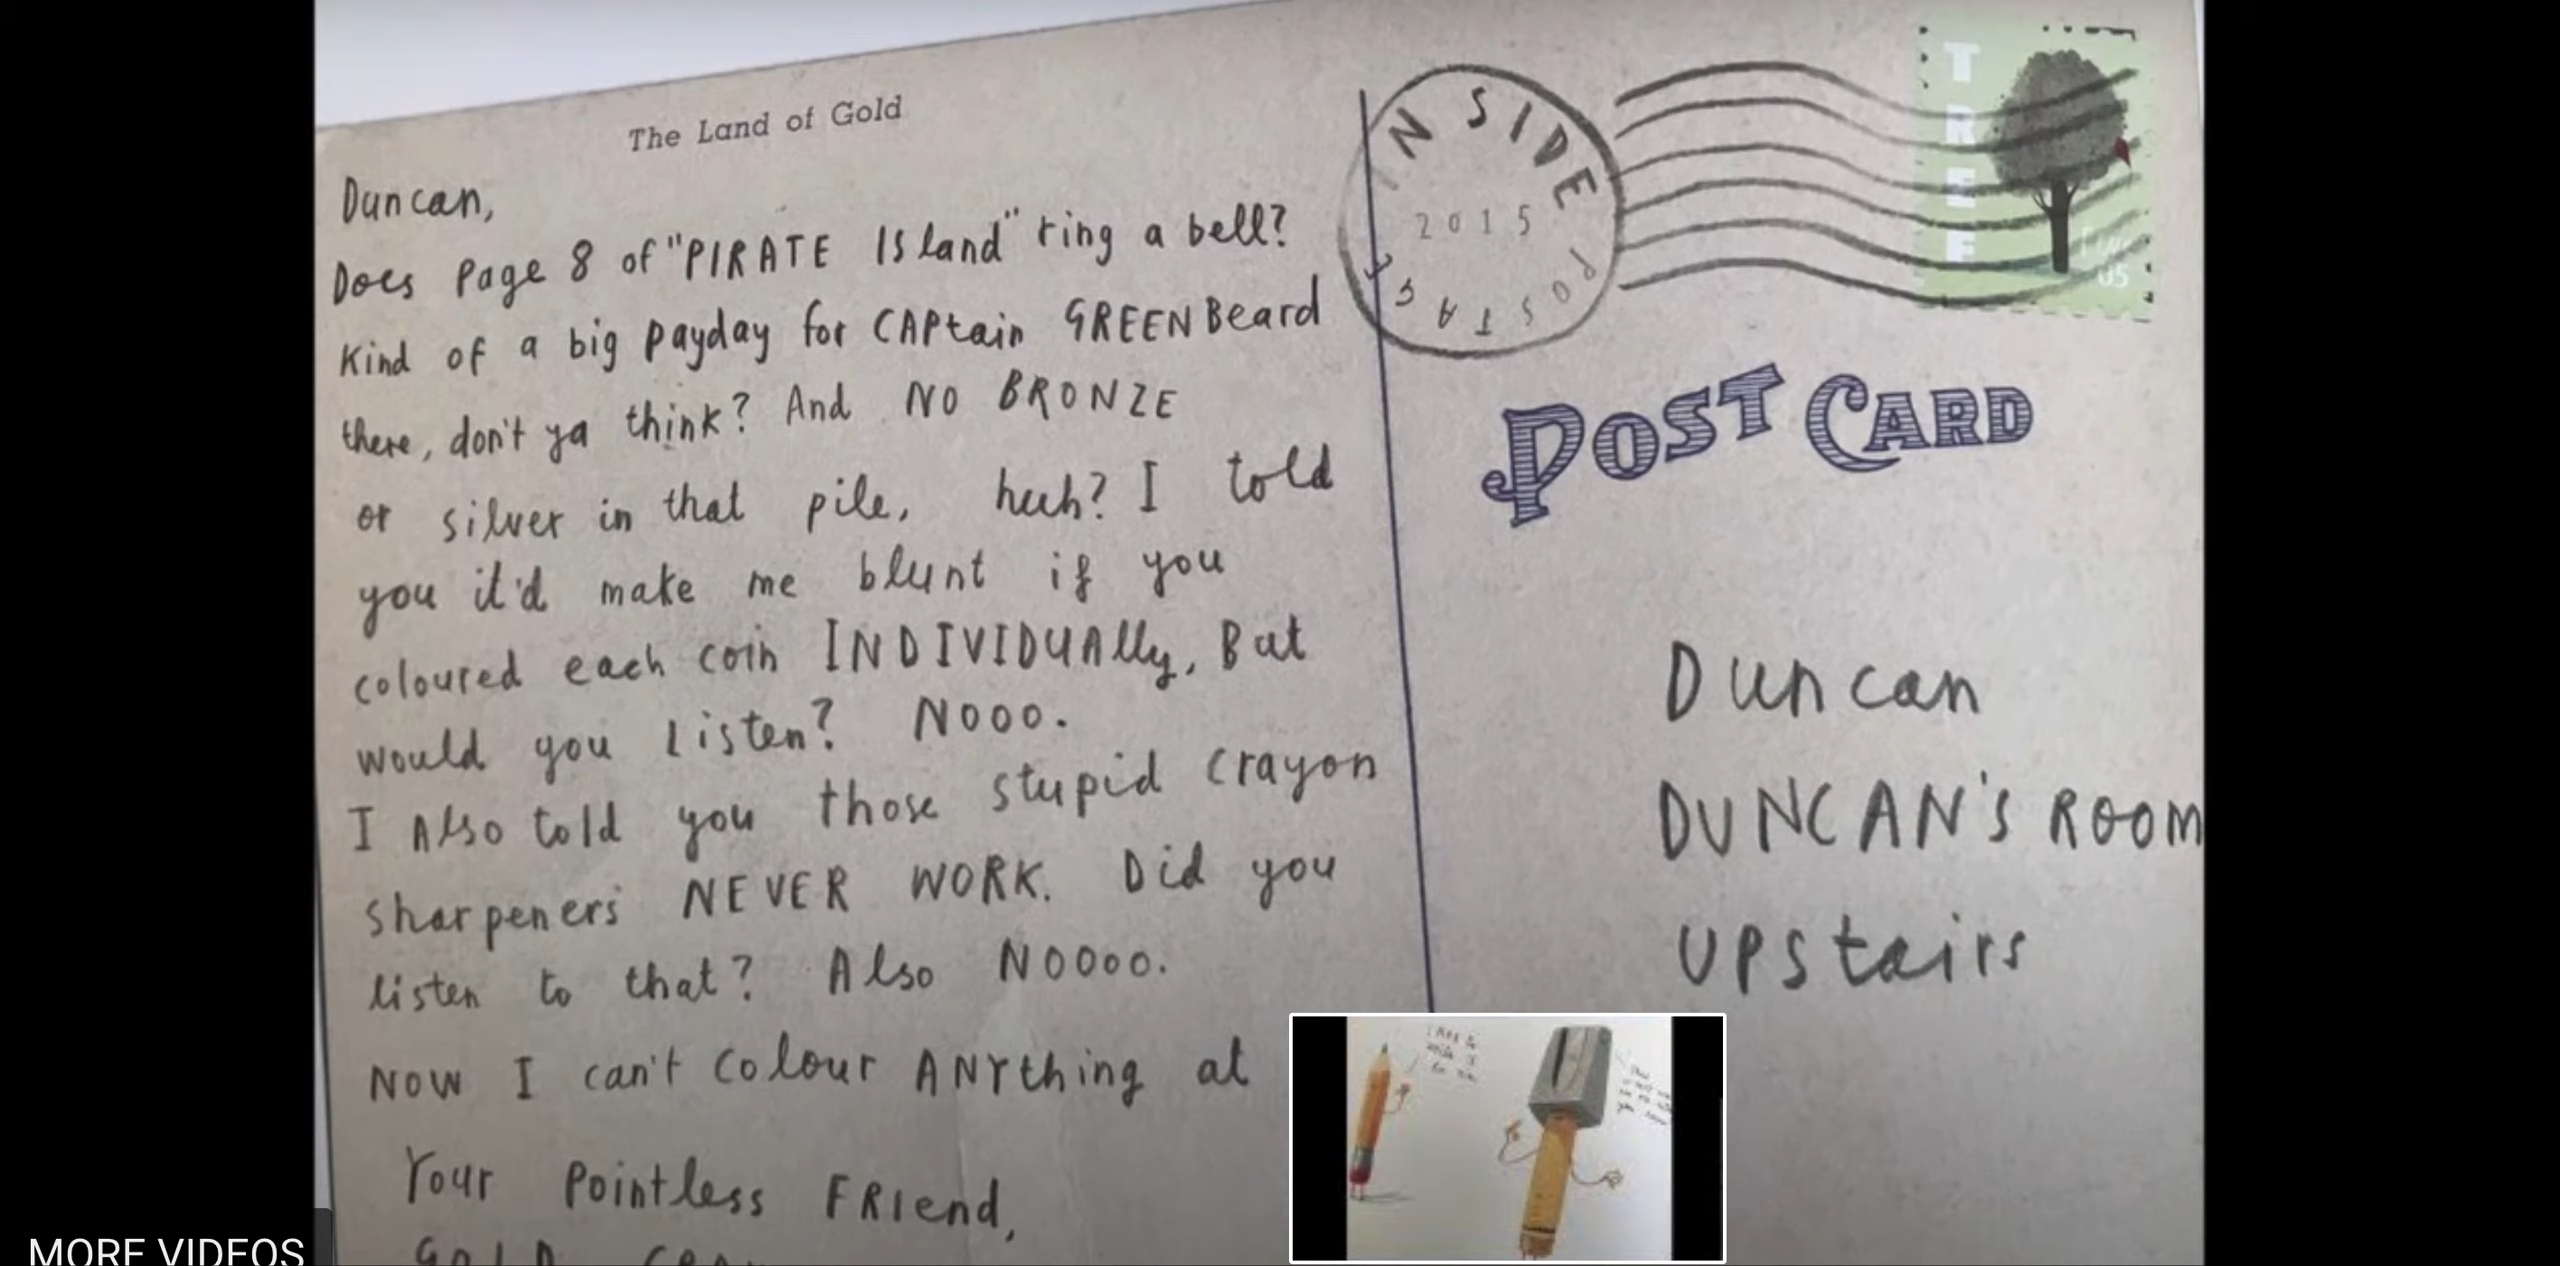 The Land of Gold
Duncan,
Does Page 8 of "PIRATE ISland" ring a bell?
Kind of a big payday for CAPtain GREENBeard
there, don't ya think? And NO BRONZE
or silver in that pile, huh? I told
you it'd make me blunt if you
coloured each coin INDIVIDUAlly, But
would you Listen? NOOO.
I Also told you those stupid crayon
sharpeners NEVER WORK. Did you
listen to that? Also NOOOO.
NOW I can't Colour ANYthing at
Your Pointless FRIend,
GOLD
INSIDE
2015
POSTAGE
TREE
05
POST CARD
Duncan
DUNCAN'S ROOM
UPstairs
MORE VIDEOS